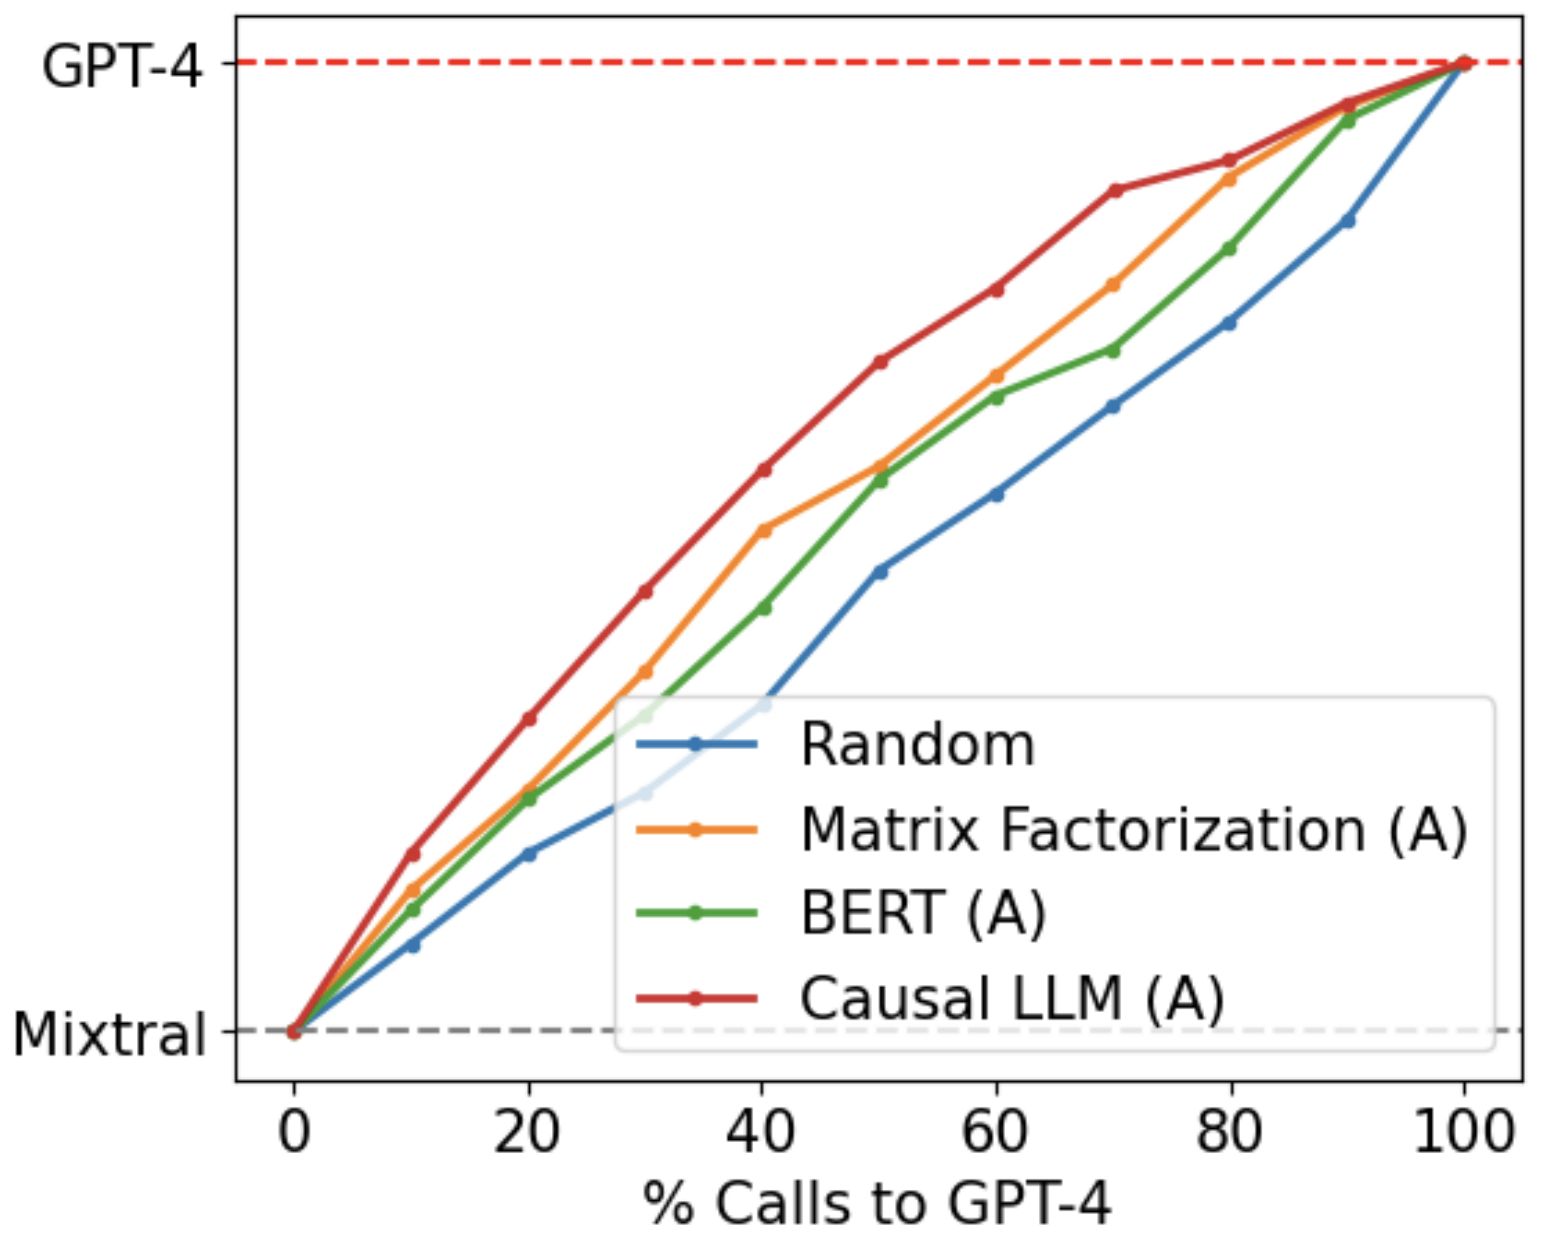 GPT-4
Mixtral
Random
Matrix Factorization (A)
BERT (A)
Causal LLM (A)
0 20 40 60 80 100
% Calls to GPT-4